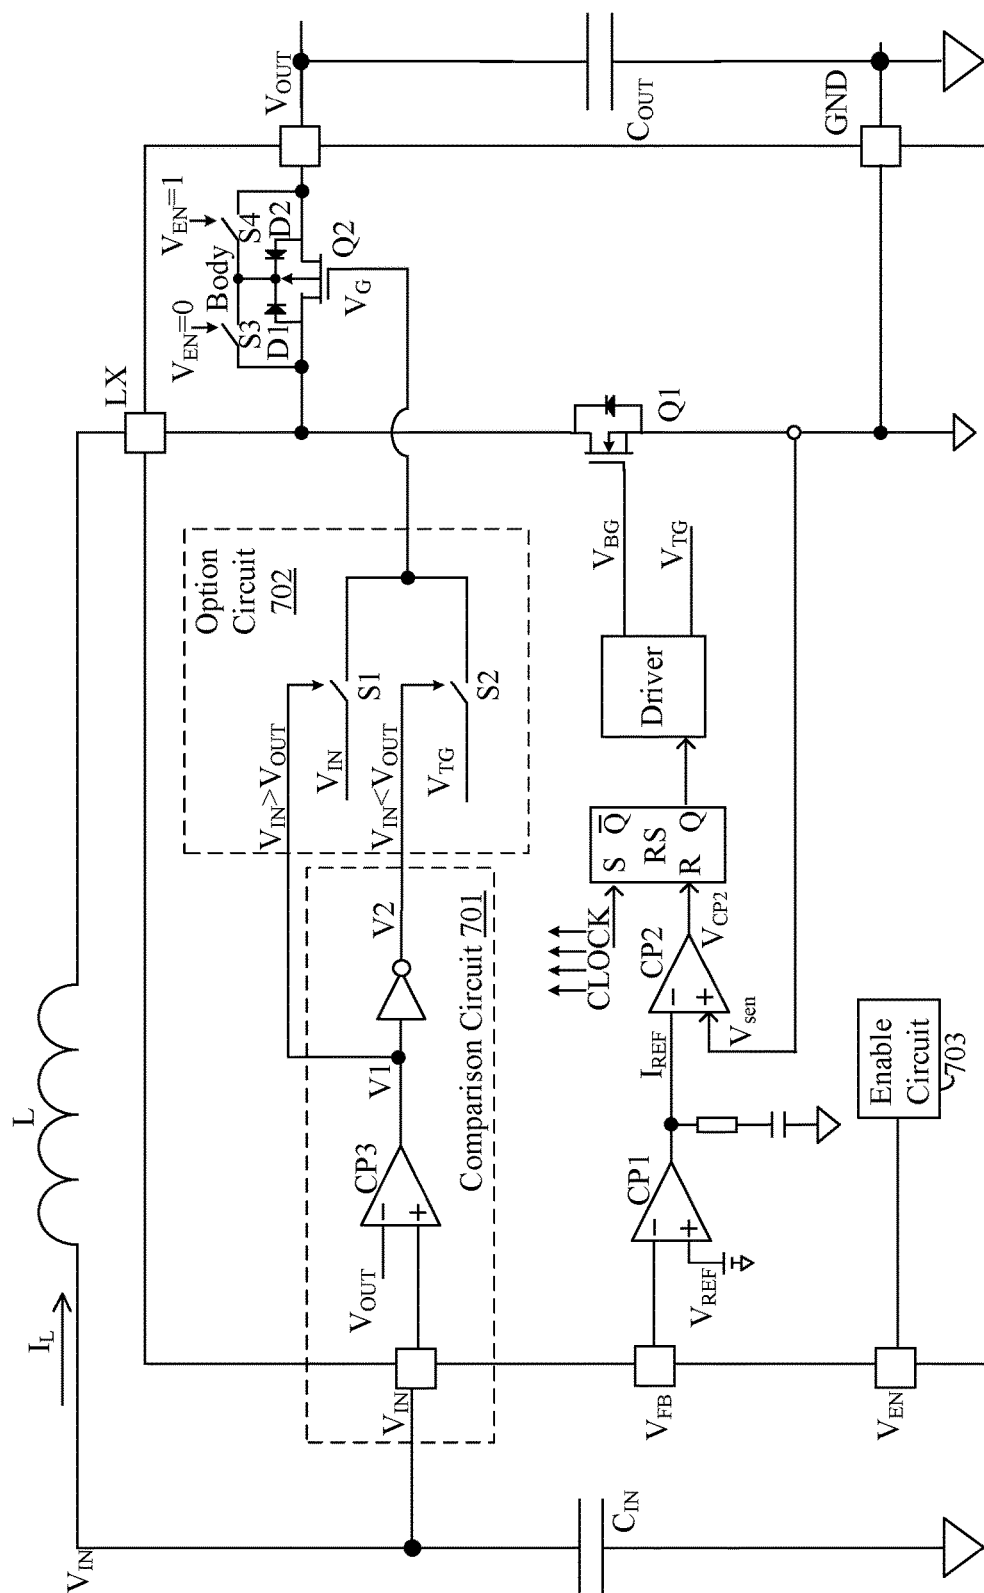 V_IN
I_L
L
LX
V_EN=0
V_EN=1
S3
Body
S4
D1
D2
Q2
V_G
V_OUT
C_OUT
GND
C_IN
V_IN
V_OUT
−
+
CP3
V1
V2
Comparison Circuit 701
V_IN>V_OUT
V_IN
S1
V_IN<V_OUT
V_TG
S2
Option
Circuit
702
V_FB
V_REF
−
+
CP1
I_REF
−
+
CP2
V_sen
V_CP2
CLOCK
S Q̅
RS
R Q
Driver
V_BG
V_TG
Q1
V_EN
Enable
Circuit
703